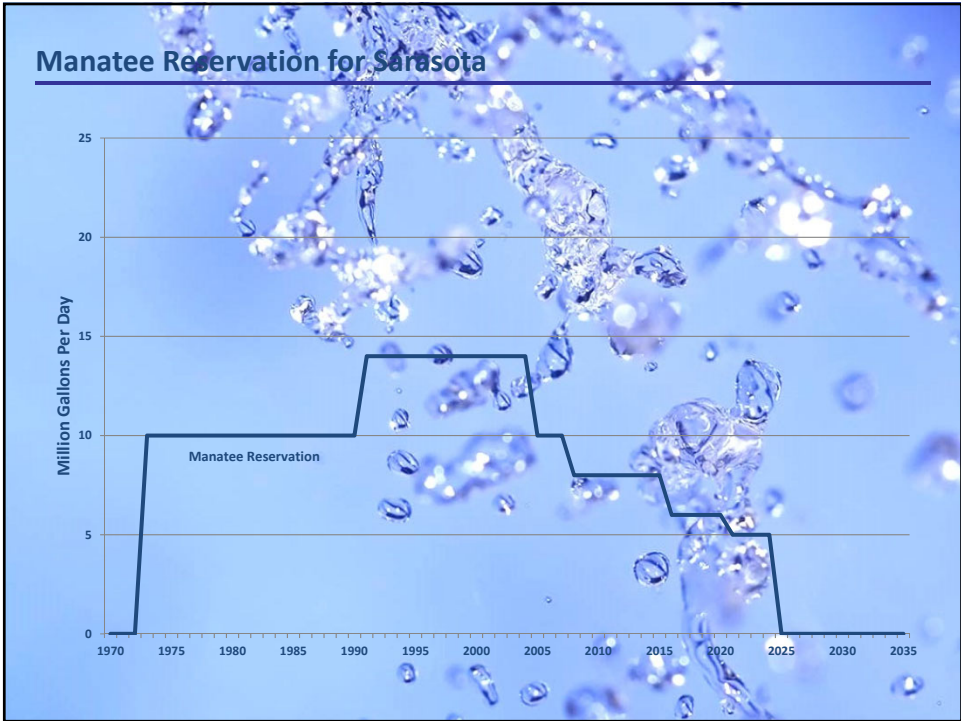 Manatee Reservation for Sarasota
25
20
15
10
5
0
Million Gallons Per Day
Manatee Reservation
1970 1975 1980 1985 1990 1995 2000 2005 2010 2015 2020 2025 2030 2035